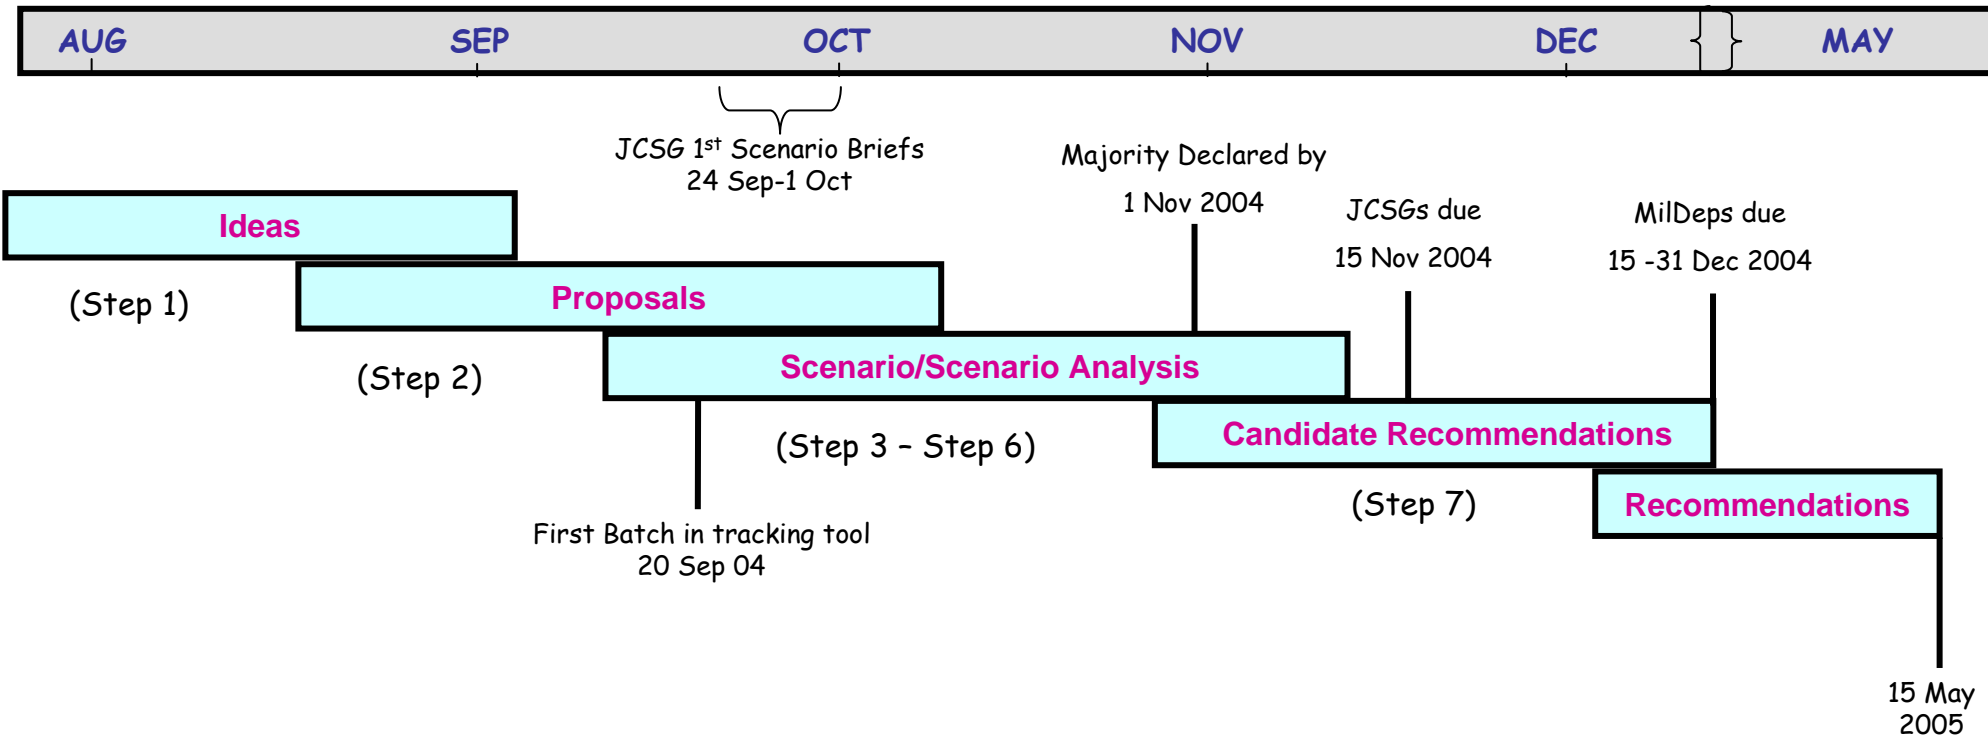 AUG SEP OCT NOV DEC { } MAY
JCSG 1st Scenario Briefs
24 Sep-1 Oct
Majority Declared by
1 Nov 2004
JCSGs due
15 Nov 2004
MilDeps due
15 -31 Dec 2004
Ideas
(Step 1)
Proposals
(Step 2)
Scenario/Scenario Analysis
(Step 3 – Step 6)
Candidate Recommendations
(Step 7)
Recommendations
First Batch in tracking tool
20 Sep 04
15 May
2005